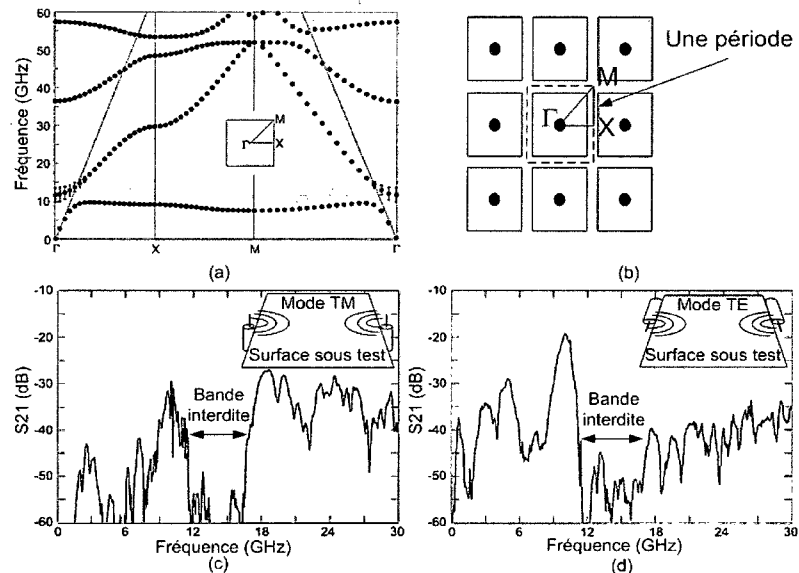 60
50
40
30
20
10
0
Fréquence (GHz)
Γ
X
M
Γ
M
Γ
X
(a)
Une période
M
Γ
X
(b)
-10
-20
-30
-40
-50
-60
S21 (dB)
Mode TM
Surface sous test
Bande
interdite
0 6 12 18 24 30
Fréquence (GHz)
(c)
-10
-20
-30
-40
-50
-60
S21 (dB)
Mode TE
Surface sous test
Bande
interdite
0 6 12 18 24 30
Fréquence (GHz)
(d)